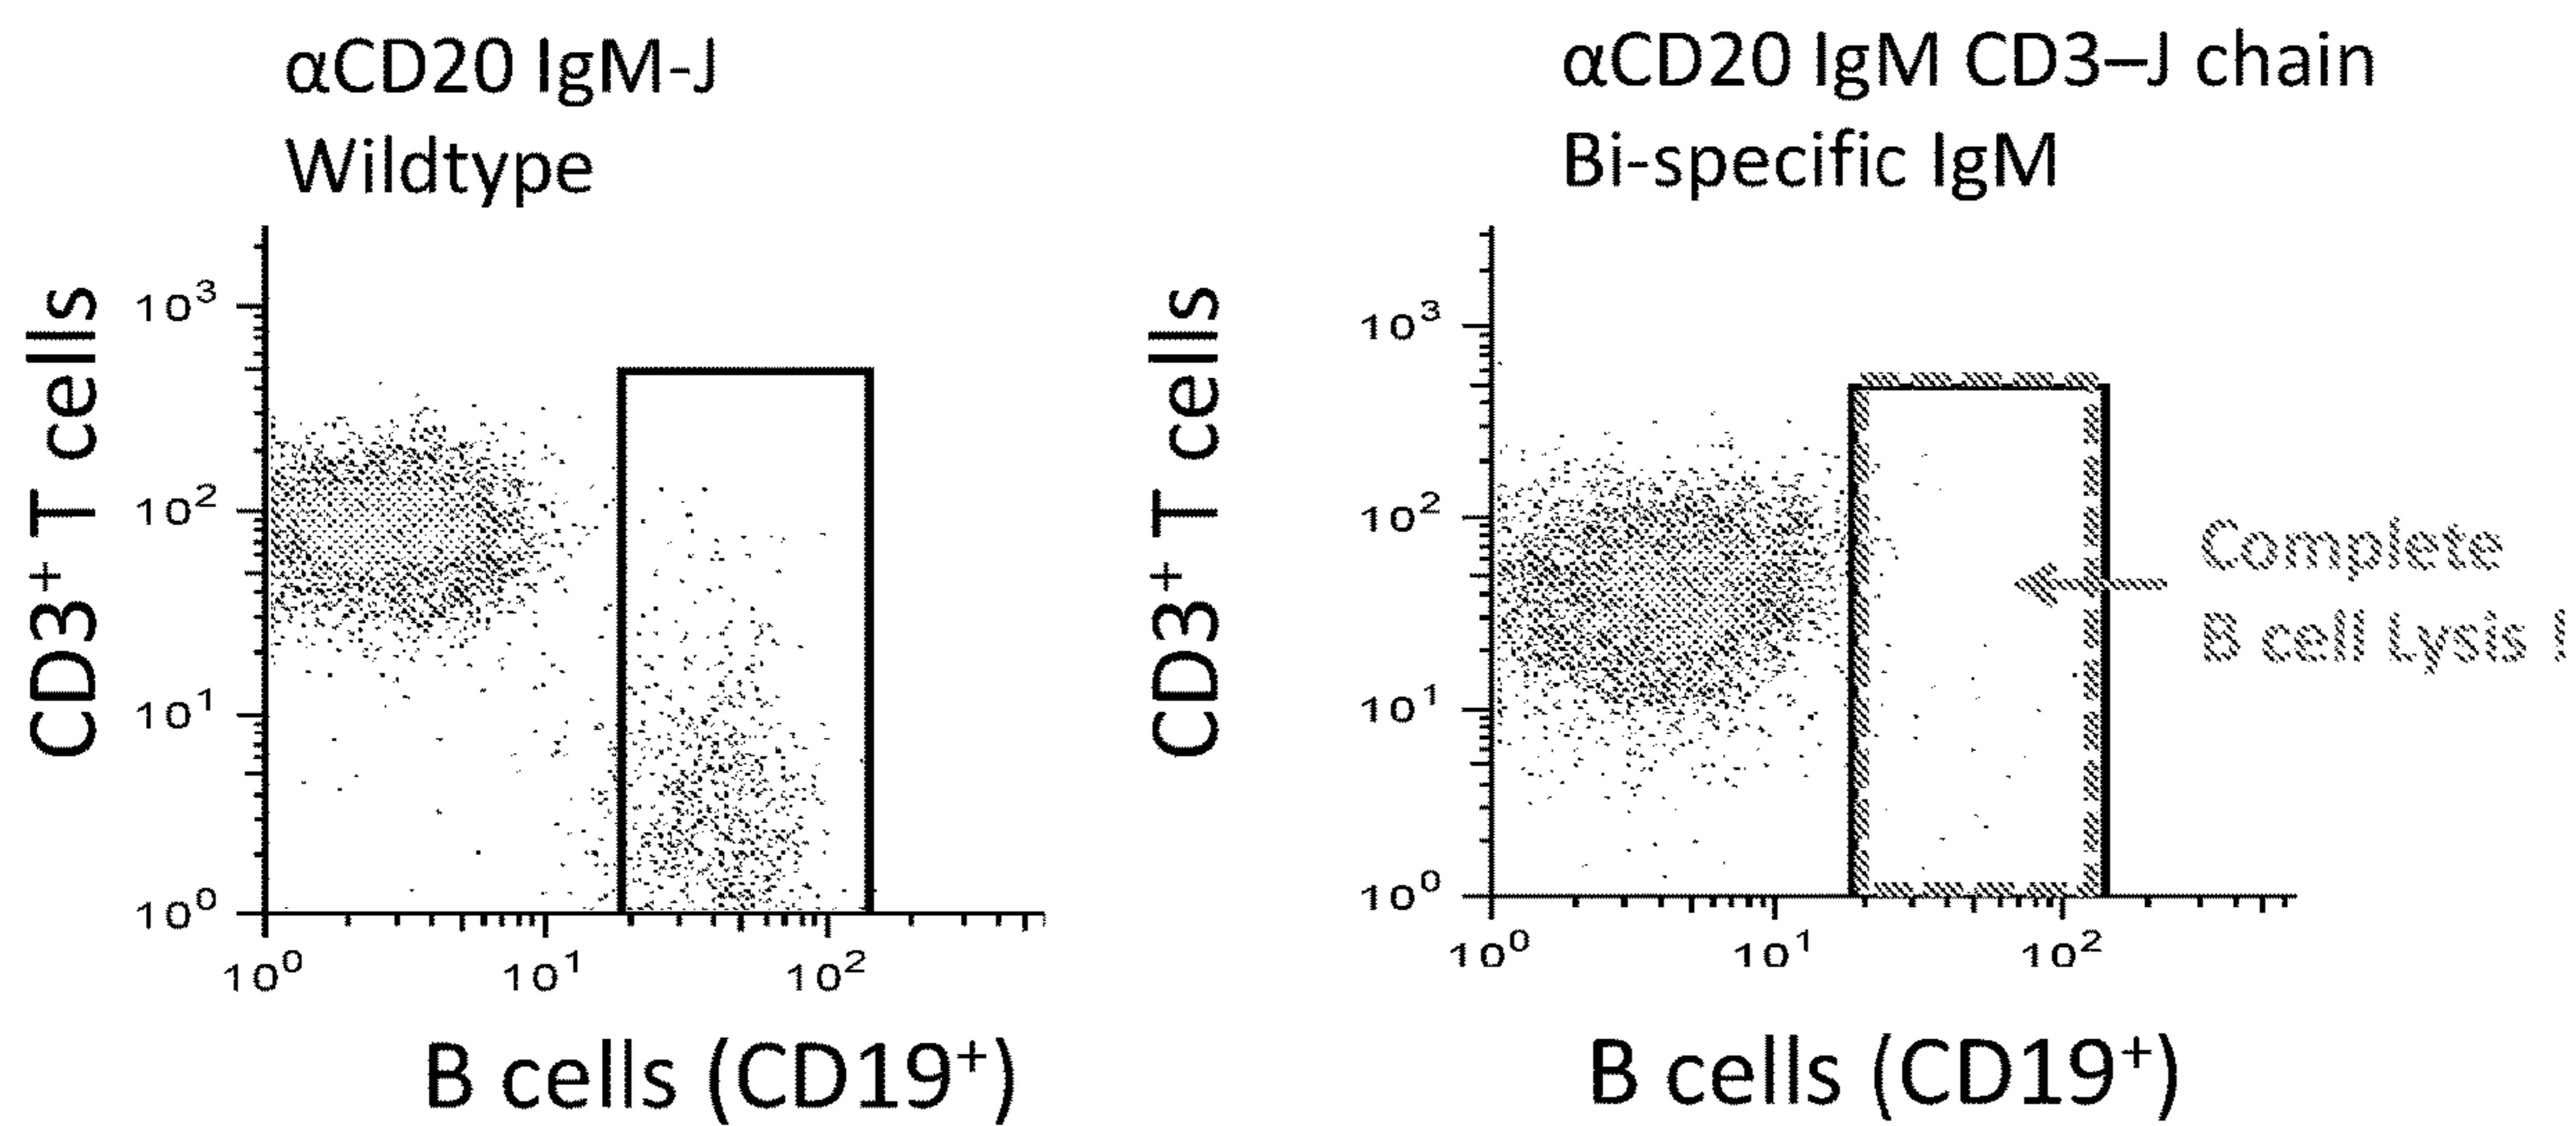 αCD20 IgM-J
Wildtype
CD3⁺ T cells
10³
10²
10¹
10⁰
10⁰ 10¹ 10²
B cells (CD19⁺)
αCD20 IgM CD3–J chain
Bi-specific IgM
CD3⁺ T cells
10³
10²
10¹
10⁰
10⁰ 10¹ 10²
B cells (CD19⁺)
Complete
B cell Lysis !